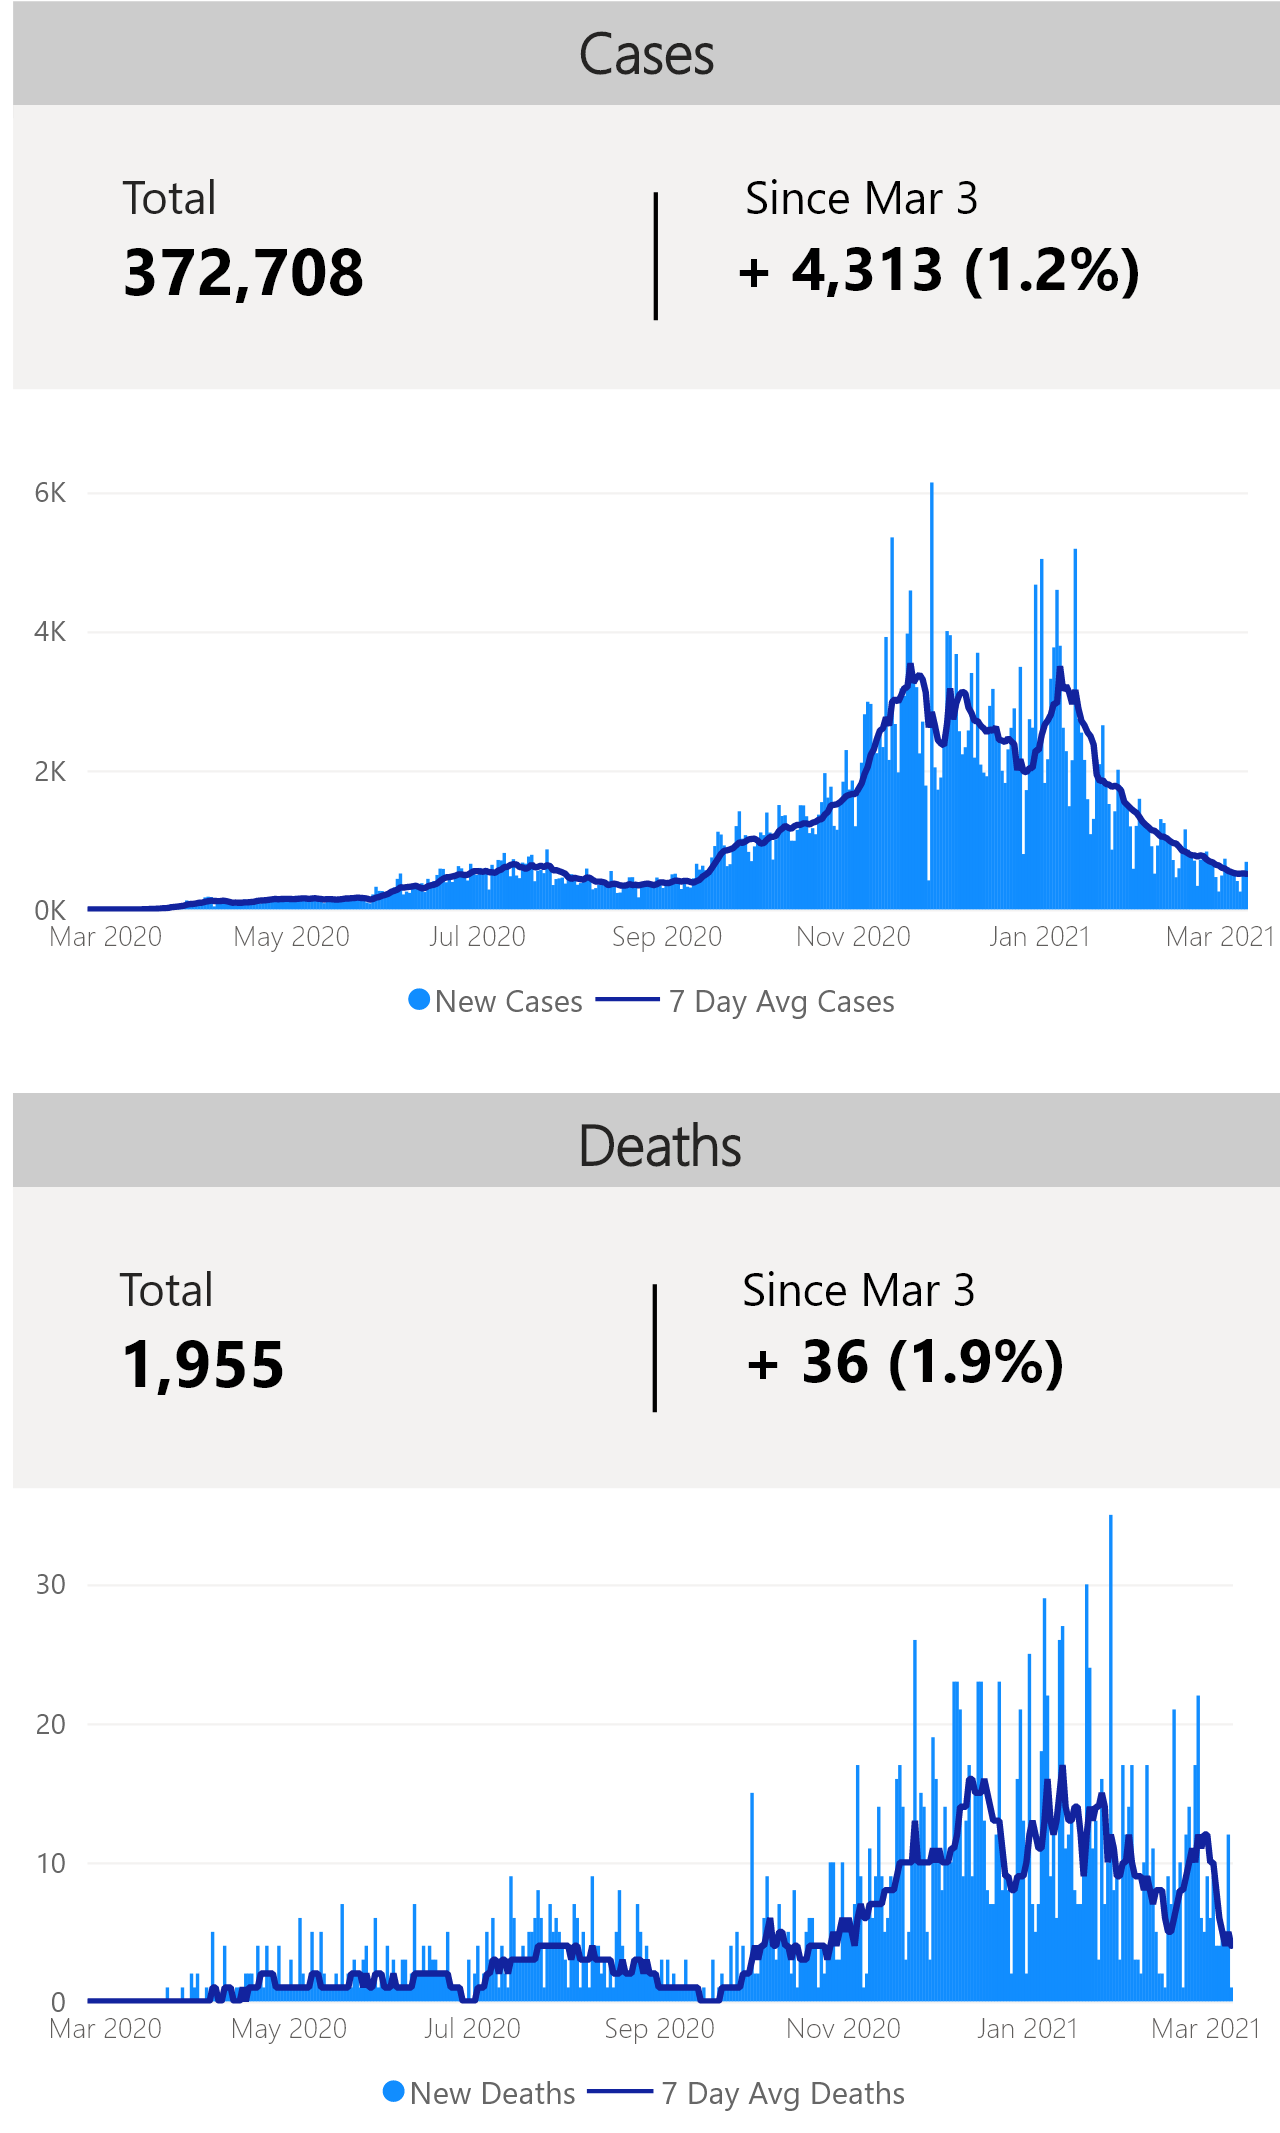 Cases
Total
Since Mar 3
372,708
+ 4,313 (1.2%)
6K
4K
2K
0K
Mar 2020 May 2020 Jul 2020 Sep 2020 Nov 2020 Jan 2021 Mar 2021
New Cases 7 Day Avg Cases
Deaths
Total
Since Mar 3
1,955
+ 36 (1.9%)
30
20
10
0
Mar 2020 May 2020 Jul 2020 Sep 2020 Nov 2020 Jan 2021 Mar 2021
New Deaths 7 Day Avg Deaths